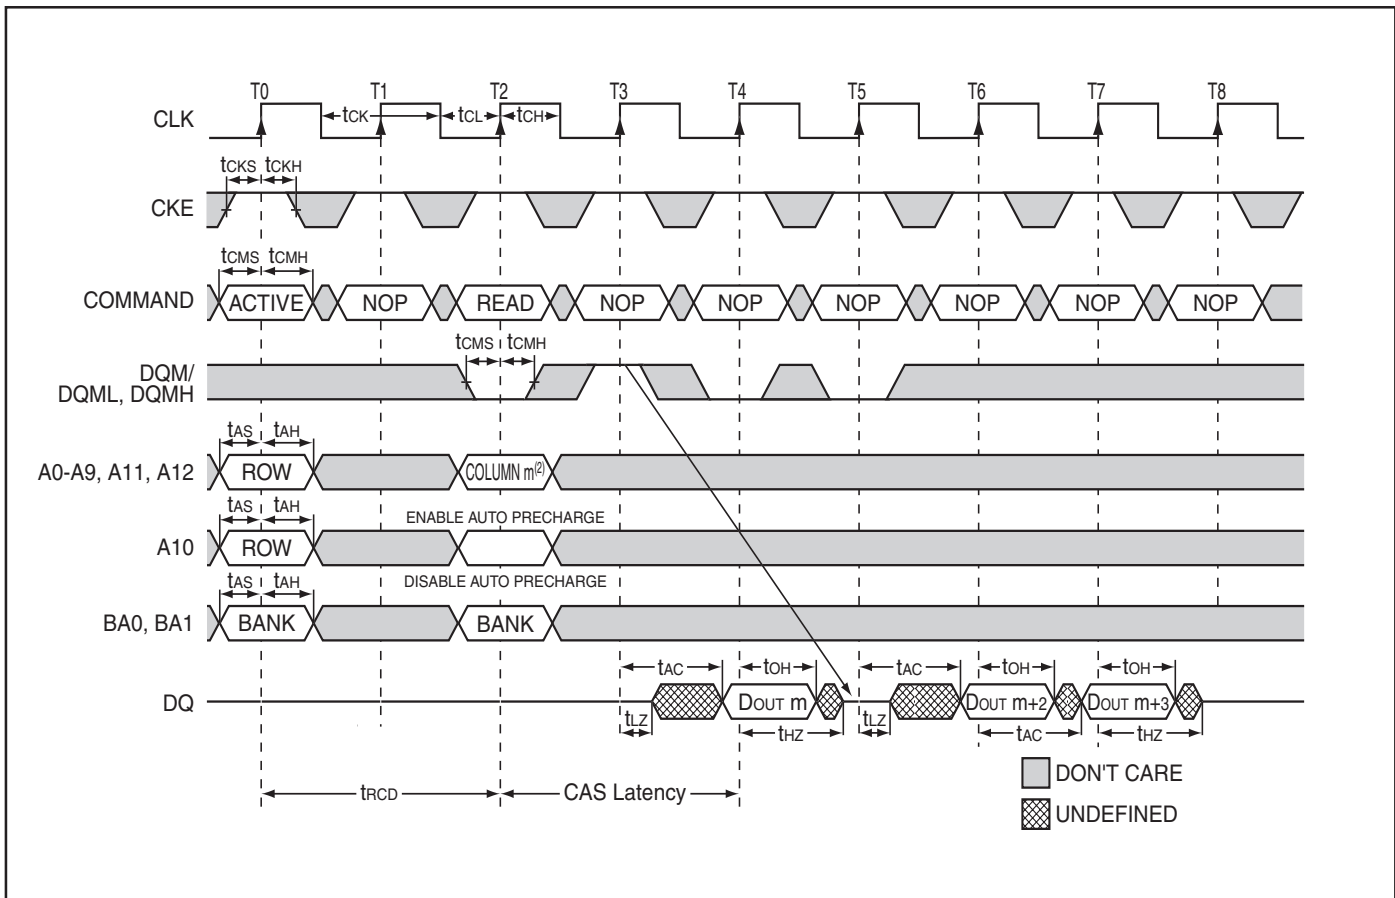 T0 T1 T2 T3 T4 T5 T6 T7 T8
CLK
tCK tCL tCH
tCKS tCKH
CKE
tCMS tCMH
COMMAND ACTIVE NOP READ NOP NOP NOP NOP NOP NOP
tCMS tCMH
DQM/
DQML, DQMH
tAS tAH
A0-A9, A11, A12 ROW COLUMN m(2)
tAS tAH ENABLE AUTO PRECHARGE
A10 ROW
tAS tAH DISABLE AUTO PRECHARGE
BA0, BA1 BANK BANK
tAC tOH tAC tOH tOH
DQ DOUT m DOUT m+2 DOUT m+3
tLZ tHZ tLZ tAC tHZ
DON'T CARE
tRCD CAS Latency
UNDEFINED